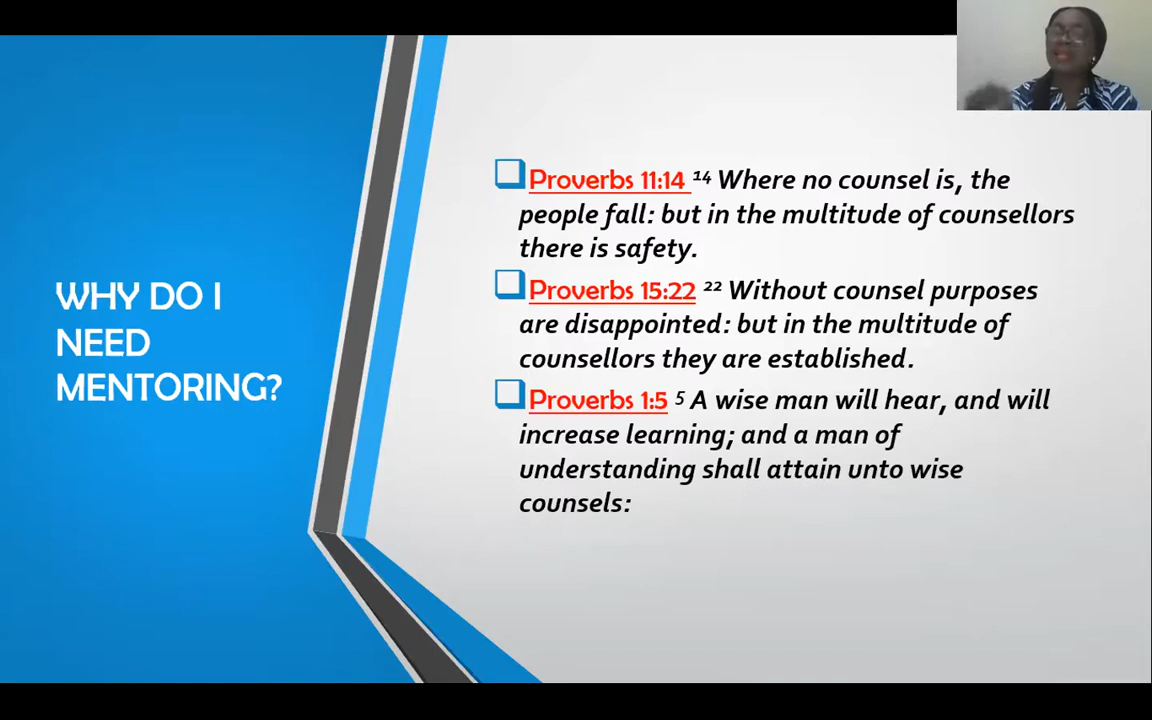 WHY DO I
NEED
MENTORING?
Proverbs 11:14 ¹⁴ Where no counsel is, the
people fall: but in the multitude of counsellors
there is safety.
Proverbs 15:22 ²² Without counsel purposes
are disappointed: but in the multitude of
counsellors they are established.
Proverbs 1:5 ⁵ A wise man will hear, and will
increase learning; and a man of
understanding shall attain unto wise
counsels: